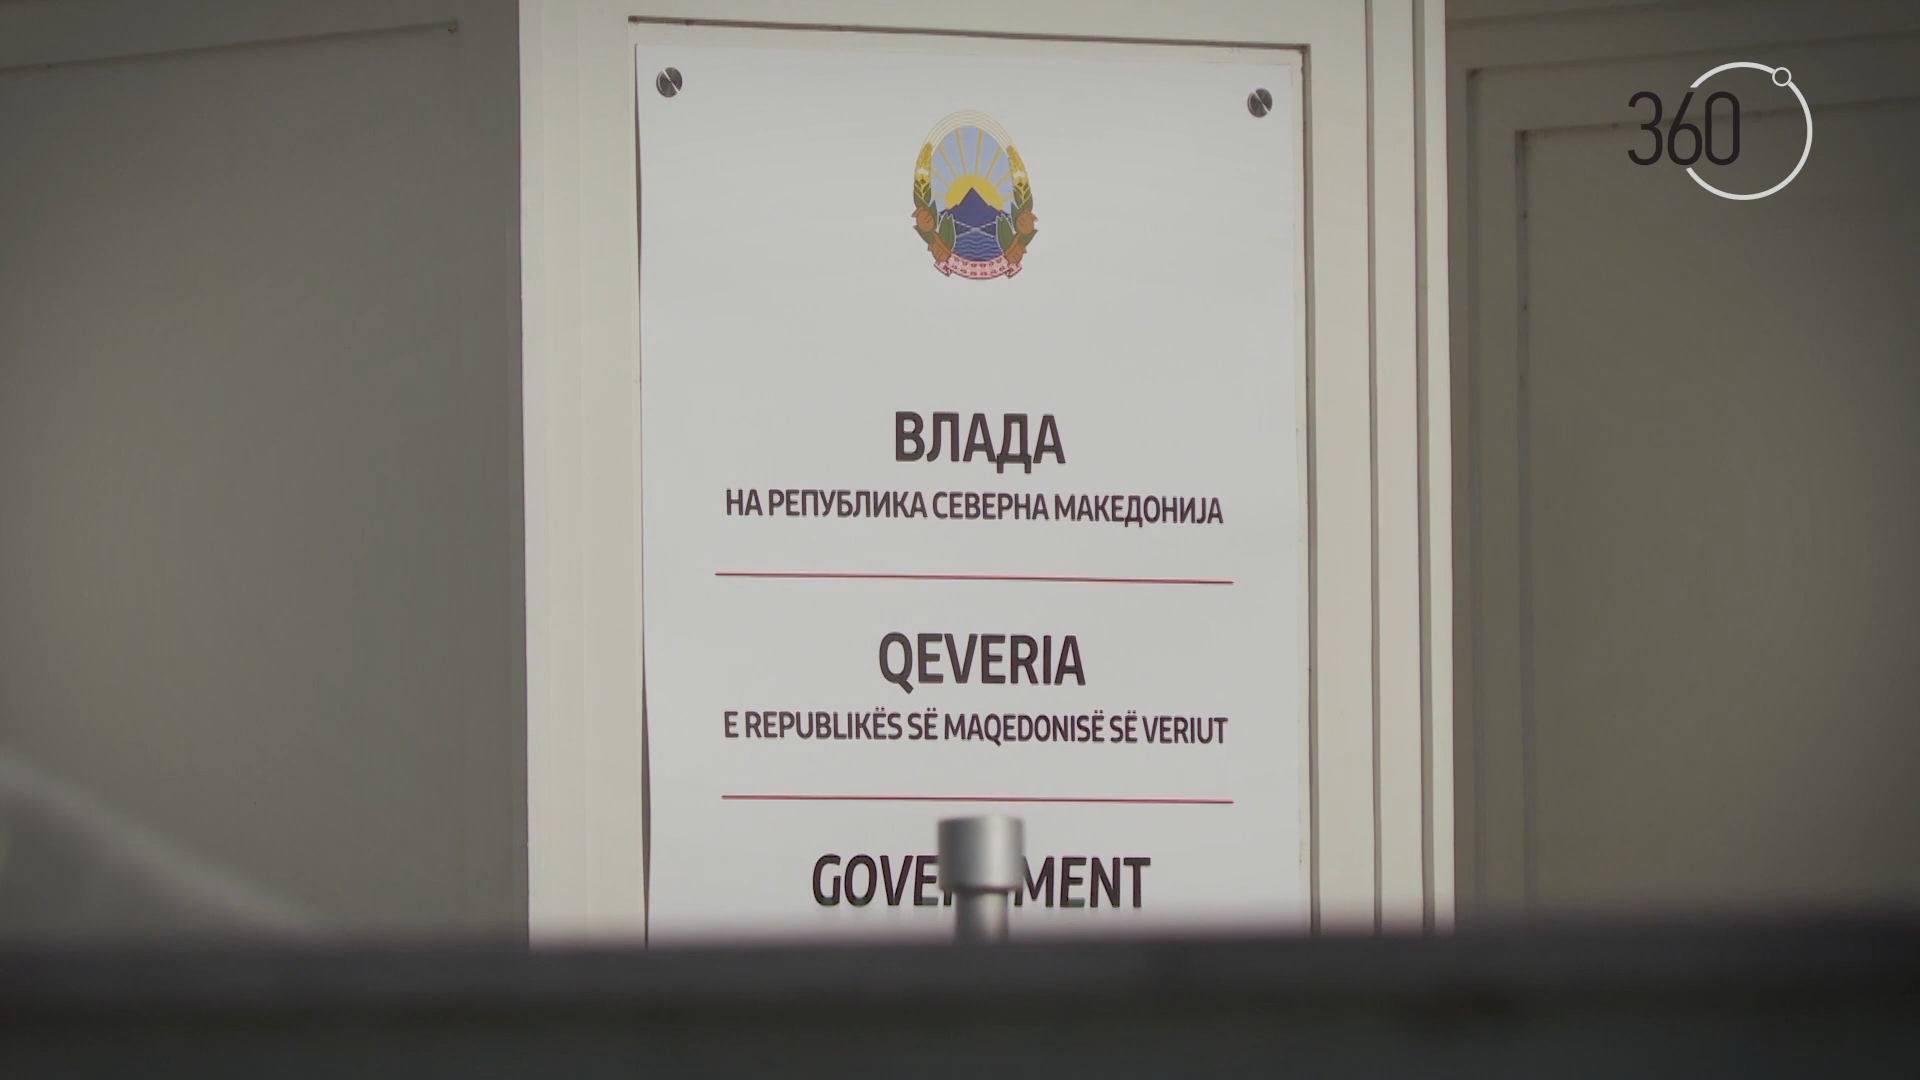 360
ВЛАДА
НА РЕПУБЛИКА СЕВЕРНА МАКЕДОНИЈА
QEVERIA
E REPUBLIKËS SË MAQEDONISË SË VERIUT